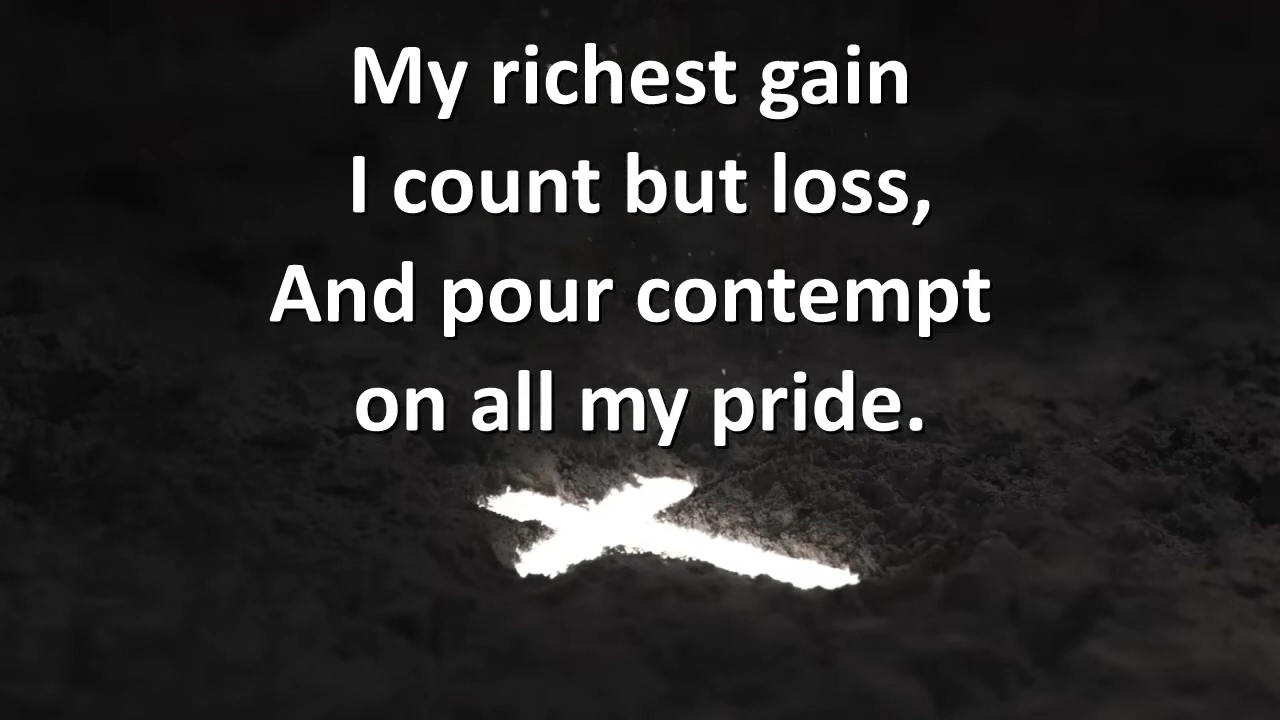 My richest gain
I count but loss,
And pour contempt
on all my pride.